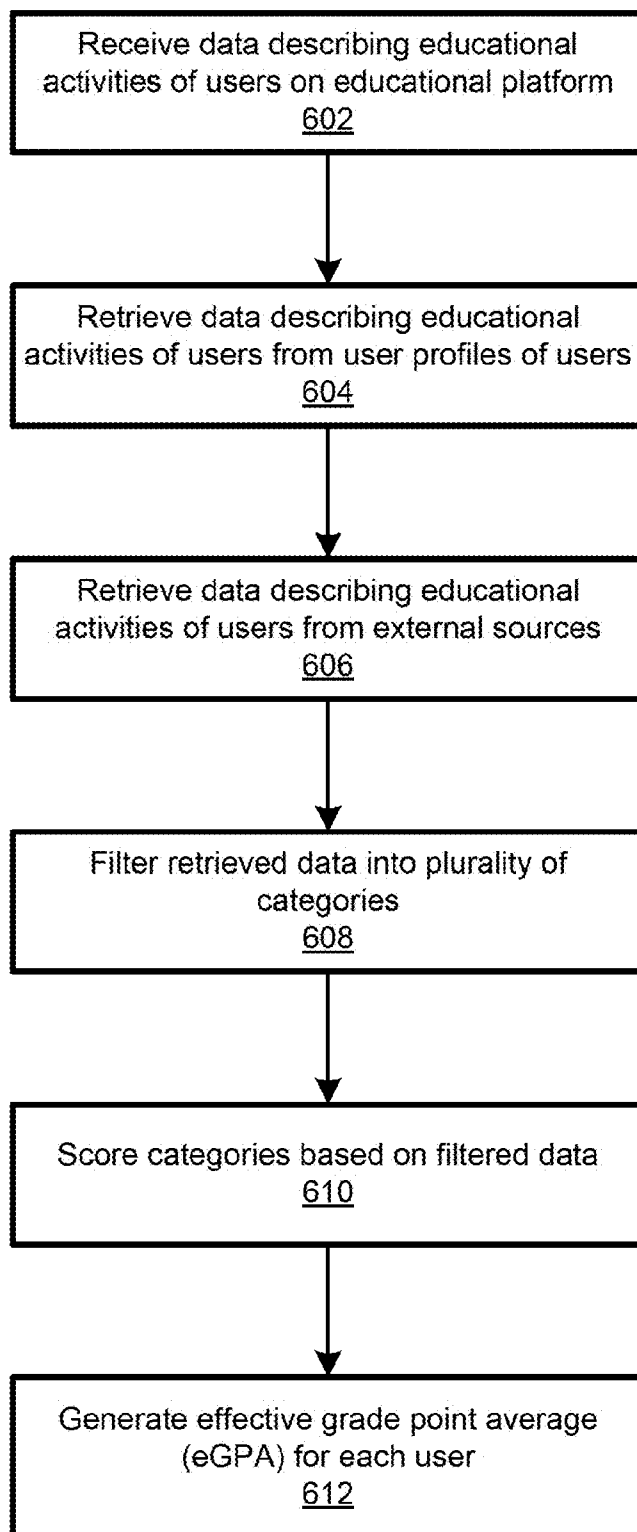 Receive data describing educational
activities of users on educational platform
602
Retrieve data describing educational
activities of users from user profiles of users
604
Retrieve data describing educational
activities of users from external sources
606
Filter retrieved data into plurality of
categories
608
Score categories based on filtered data
610
Generate effective grade point average
(eGPA) for each user
612